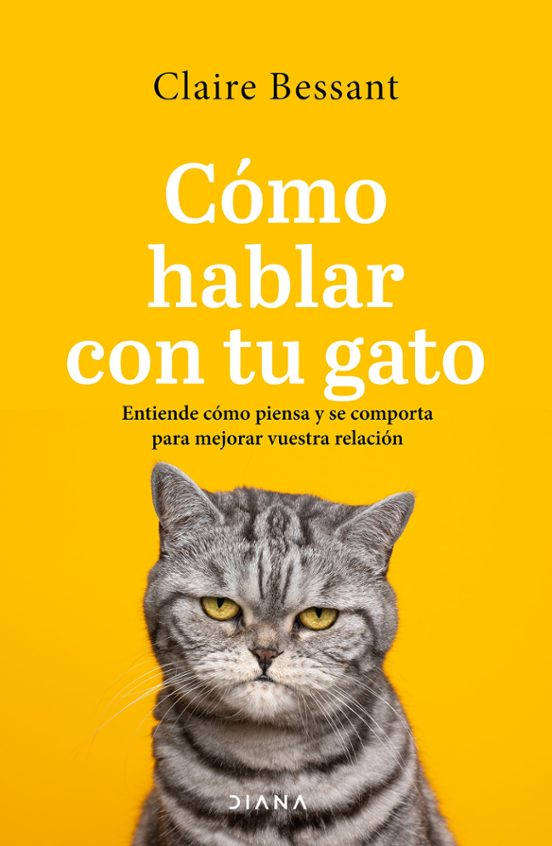 Claire Bessant
Cómo
hablar
con tu gato
Entiende cómo piensa y se comporta
para mejorar vuestra relación
DIANA